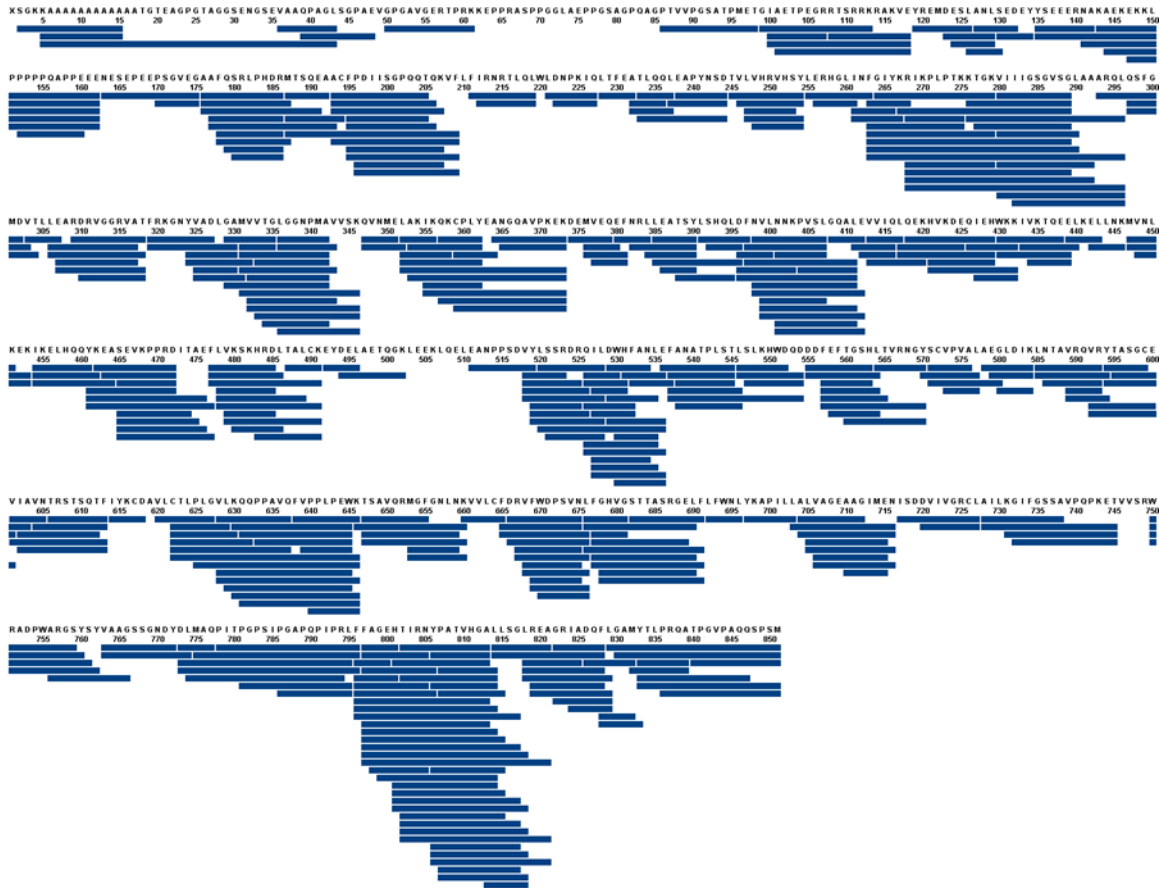 XSGKKAAAAAAAAAAAATGTEAGPGTAGGSENGSEVAAQPAGLSGPAEVGPGAVGERTPRKKEPPRASPPGGLAEPPGSAGPQAGPTVVPGSATPMETGIAETPEGRRTSRRKRAKVEYREMDESLANLSEDEYYSEEERNAKAEKEKKL
5 10 15 20 25 30 35 40 45 50 55 60 65 70 75 80 85 90 95 100 105 110 115 120 125 130 135 140 145 150
PPPPPQAPPEEENESEPEEPSGVEGAAFQSRLPHDRMTSQEAACFPDIISGPQQTQKVFLFIRNRTLQLWLDNPKIQLTFEATLQQLEAPYNSDTVLVHRVHSYLERHGLINFGIYKRIKPLPTKKTGKVIIIGSGVSGLAAARQLQSFG
155 160 165 170 175 180 185 190 195 200 205 210 215 220 225 230 235 240 245 250 255 260 265 270 275 280 285 290 295 300
MDVTLLEARDRVGGRVATFRKGNYVADLGAMVVTGLGGNPMAVVSKQVNMELAKIKQKCPLYEANGQAVPKEKDEMVEQEFNRLLEATSYLSHQLDFNVLNNKPVSLGQALEVVIQLQEKHVKDEQIEHWKKIVKTQEELKELLNKMVNL
305 310 315 320 325 330 335 340 345 350 355 360 365 370 375 380 385 390 395 400 405 410 415 420 425 430 435 440 445 450
KEKIKELHQQYKEASEVKPPRDITAEFLVKSKHRDLTALCKEYDELAETQGKLEEKLQELEANPPSDVYLSSRDRQILDWHFANLEFANATPLSTLSLKHWDQDDDFEFTGSHLTVRNGYSCVPVALAEGLDIKLNTAVRQVRYTASGCE
455 460 465 470 475 480 485 490 495 500 505 510 515 520 525 530 535 540 545 550 555 560 565 570 575 580 585 590 595 600
VIAVNTRSTSQTFIYKCDAVLCTLPLGVLKQQPPAVQFVPPLPEWKTSAVQRMGFGNLNKVVLCFDRVFWDPSVNLFGHVGSTTASRGELFLFWNLYKAPILLALVAGEAAGIMENISDDVIVGRCLAILKGIFGSSAVPQPKETVVSRW
605 610 615 620 625 630 635 640 645 650 655 660 665 670 675 680 685 690 695 700 705 710 715 720 725 730 735 740 745 750
RADPWARGSYSYVAAGSSGNDYDLMAQPITPGPSIPGAPQPIPRLFFAGEHTIRNYPATVHGALLSGLREAGRIADQFLGAMYTLPRQATPGVPAQQSPSM
755 760 765 770 775 780 785 790 795 800 805 810 815 820 825 830 835 840 845 850